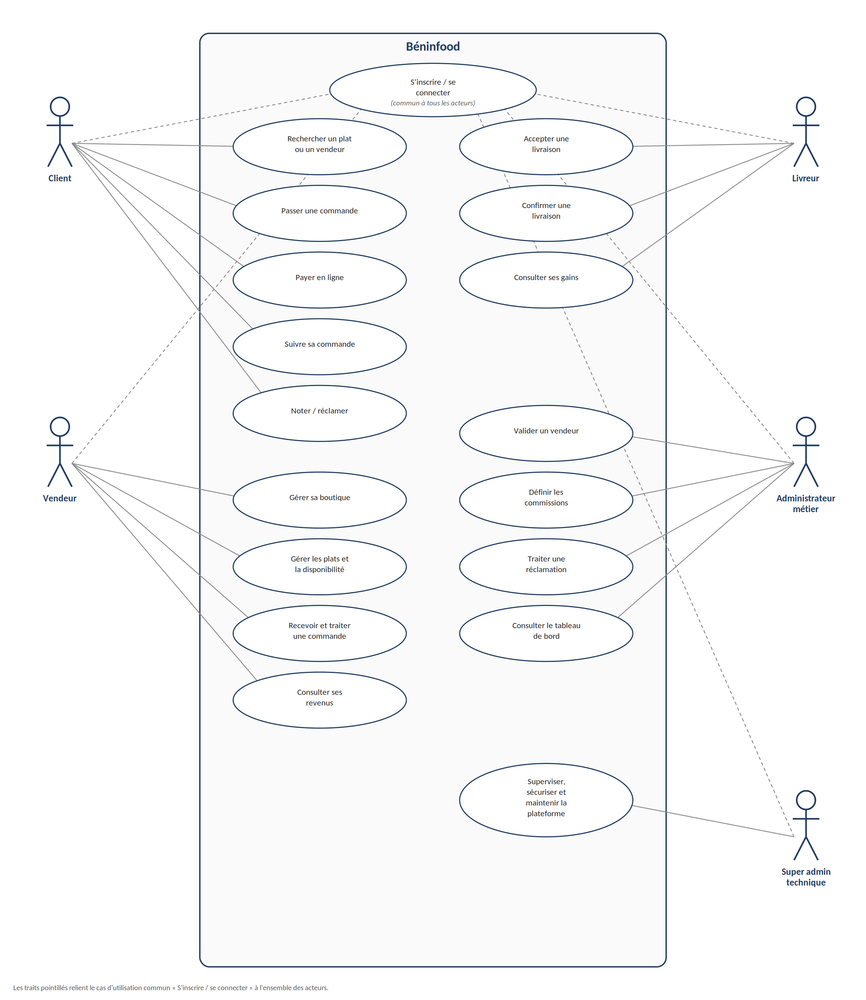 Béninfood
S'inscrire / se
connecter
(commun à tous les acteurs)
Client
Rechercher un plat
ou un vendeur
Passer une commande
Payer en ligne
Suivre sa commande
Noter / réclamer
Vendeur
Gérer sa boutique
Gérer les plats et
la disponibilité
Recevoir et traiter
une commande
Consulter ses
revenus
Livreur
Accepter une
livraison
Confirmer une
livraison
Consulter ses gains
Administrateur
métier
Valider un vendeur
Définir les
commissions
Traiter une
réclamation
Consulter le tableau
de bord
Super admin
technique
Superviser,
sécuriser et
maintenir la
plateforme
Les traits pointillés relient le cas d'utilisation commun « S'inscrire / se connecter » à l'ensemble des acteurs.